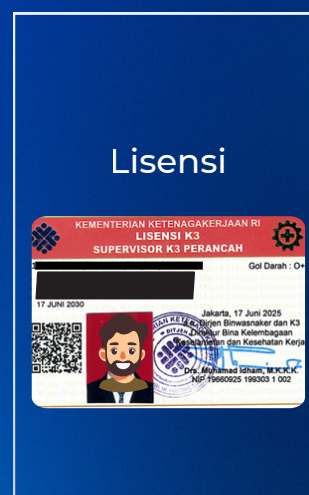 Lisensi
KEMENTERIAN KETENAGAKERJAAN RI
LISENSI K3
SUPERVISOR K3 PERANCAH
Gol Darah : O+
17 JUNI 2030
Jakarta, 17 Juni 2025
a.n. Dirjen Binwasnaker dan K3
Direktur Bina Kelembagaan
Keselamatan dan Kesehatan Kerja
Drs. Muhamad Idham, M.K.K.K.
NIP 19660925 199303 1 002